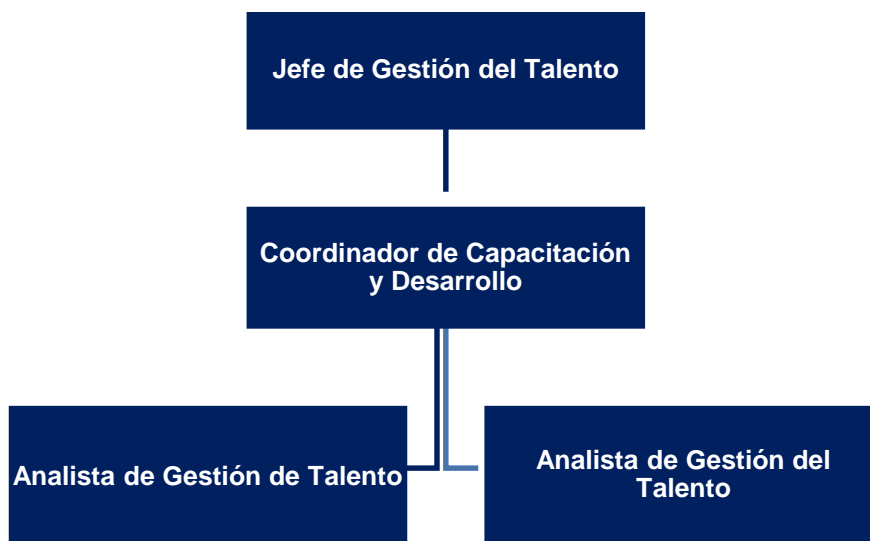 Jefe de Gestión del Talento
Coordinador de Capacitación
y Desarrollo
Analista de Gestión de Talento
Analista de Gestión del
Talento